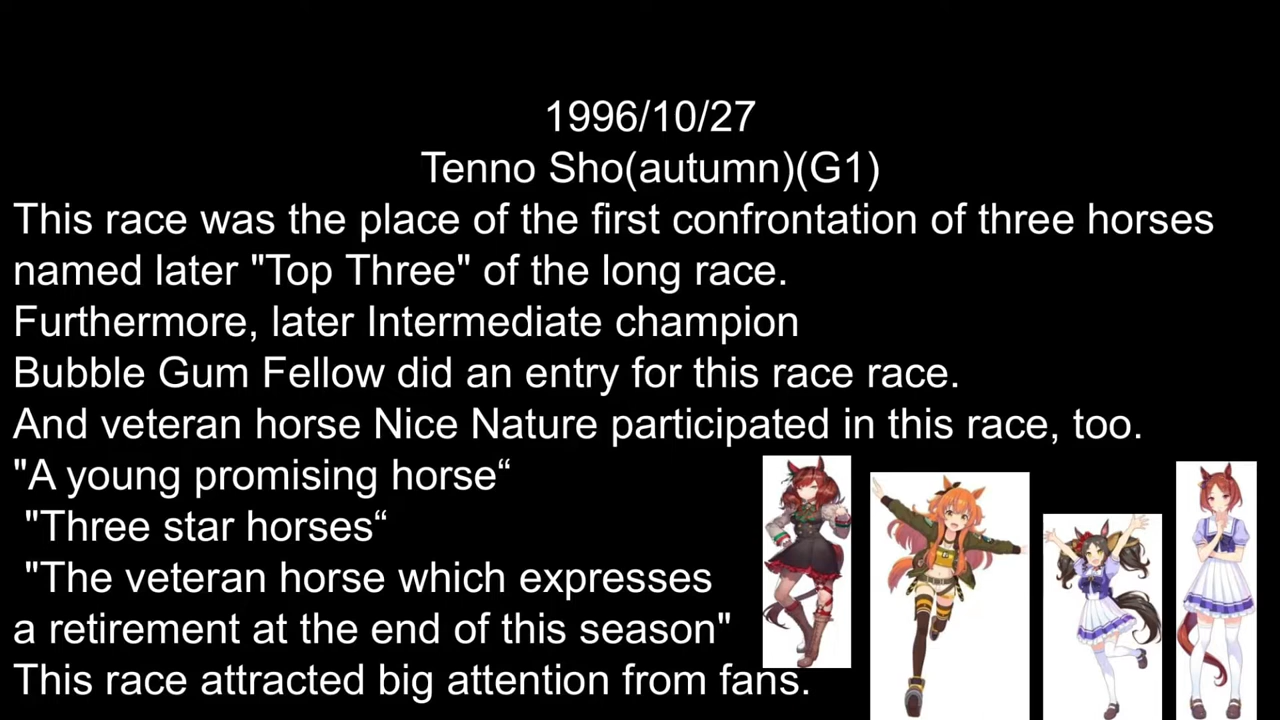 1996/10/27
Tenno Sho(autumn)(G1)
This race was the place of the first confrontation of three horses
named later "Top Three" of the long race.
Furthermore, later Intermediate champion
Bubble Gum Fellow did an entry for this race race.
And veteran horse Nice Nature participated in this race, too.
"A young promising horse“
"Three star horses“
"The veteran horse which expresses
a retirement at the end of this season"
This race attracted big attention from fans.